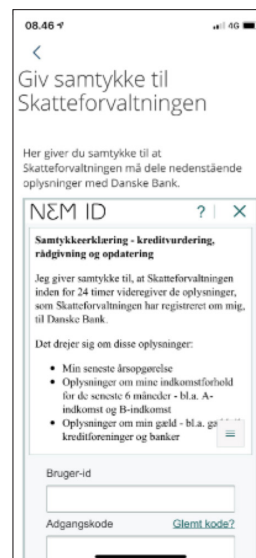 08.46
4G
Giv samtykke til
Skatteforvaltningen
Her giver du samtykke til at
Skatteforvaltningen må dele nedenstående
oplysninger med Danske Bank.
NEM ID ? X
Samtykkeerklæring - kreditvurdering,
rådgivning og opdatering
Jeg giver samtykke til, at Skatteforvaltningen
inden for 24 timer videregiver de oplysninger,
som Skatteforvaltningen har registreret om mig,
til Danske Bank.
Det drejer sig om disse oplysninger:
• Min seneste årsopgørelse
• Oplysninger om mine indkomstforhold
for de seneste 6 måneder - bl.a. A-
indkomst og B-indkomst
• Oplysninger om min gæld - bl.a.
kreditforeninger og banker
Bruger-id
Adgangskode Glemt kode?